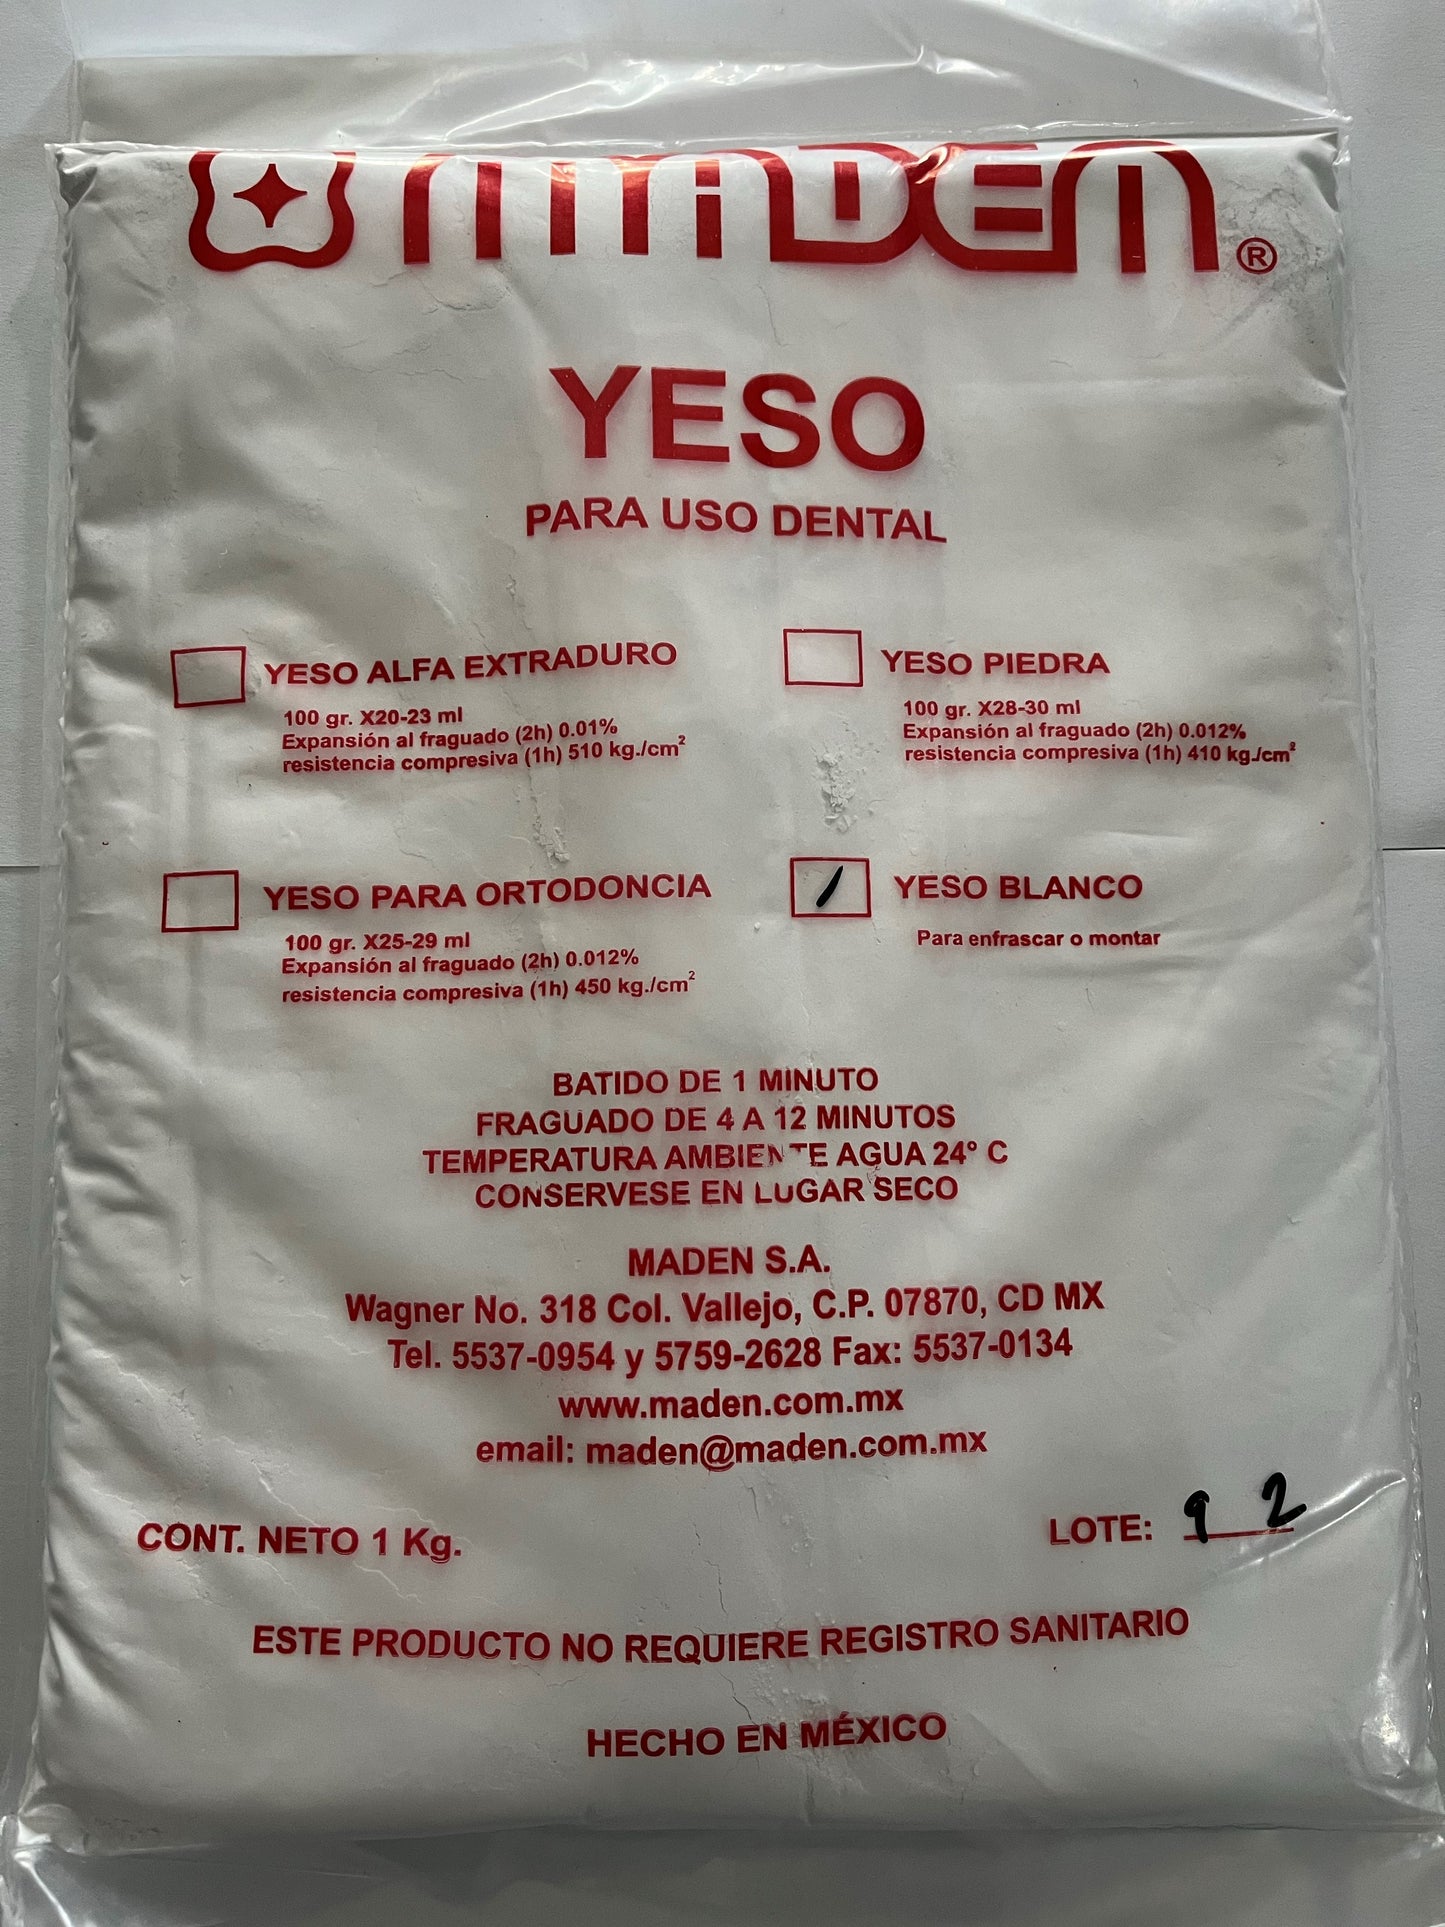 MADEN®
YESO
PARA USO DENTAL
YESO ALFA EXTRADURO
100 gr. X20-23 ml
Expansión al fraguado (2h) 0.01%
resistencia compresiva (1h) 510 kg./cm²
YESO PIEDRA
100 gr. X28-30 ml
Expansión al fraguado (2h) 0.012%
resistencia compresiva (1h) 410 kg./cm²
YESO PARA ORTODONCIA
100 gr. X25-29 ml
Expansión al fraguado (2h) 0.012%
resistencia compresiva (1h) 450 kg./cm²
YESO BLANCO
Para enfrascar o montar
BATIDO DE 1 MINUTO
FRAGUADO DE 4 A 12 MINUTOS
TEMPERATURA AMBIENTE AGUA 24° C
CONSERVESE EN LUGAR SECO
MADEN S.A.
Wagner No. 318 Col. Vallejo, C.P. 07870, CD MX
Tel. 5537-0954 y 5759-2628 Fax: 5537-0134
www.maden.com.mx
email: maden@maden.com.mx
CONT. NETO 1 Kg.
LOTE: 9 2
ESTE PRODUCTO NO REQUIERE REGISTRO SANITARIO
HECHO EN MÉXICO